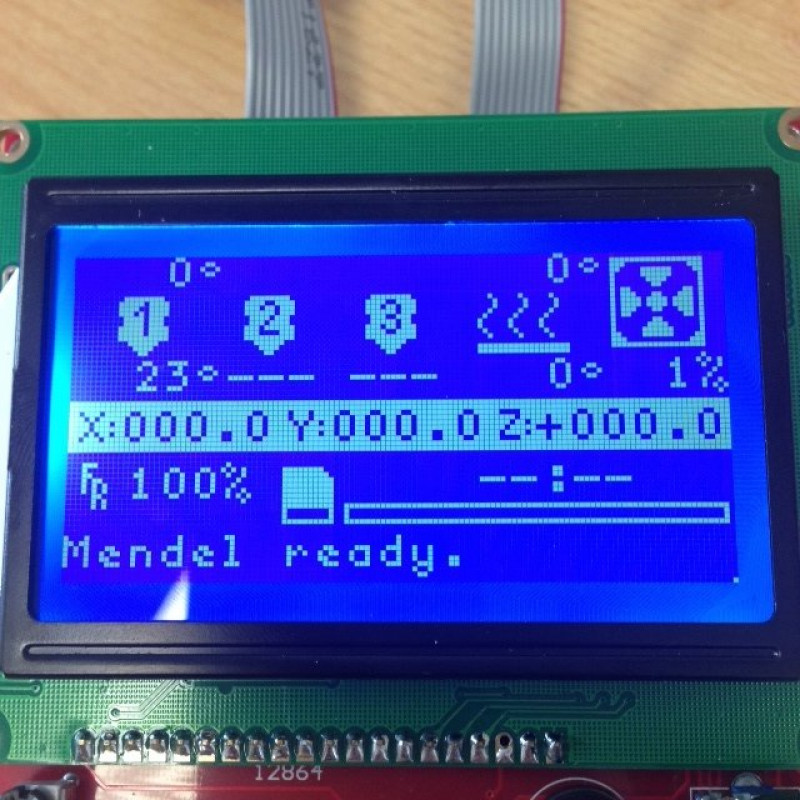 0° 0°
1 2 3
23° --- --- 0° 1%
X:000.0 Y:000.0 Z:+000.0
FR 100% --:--
Mendel ready.
12864